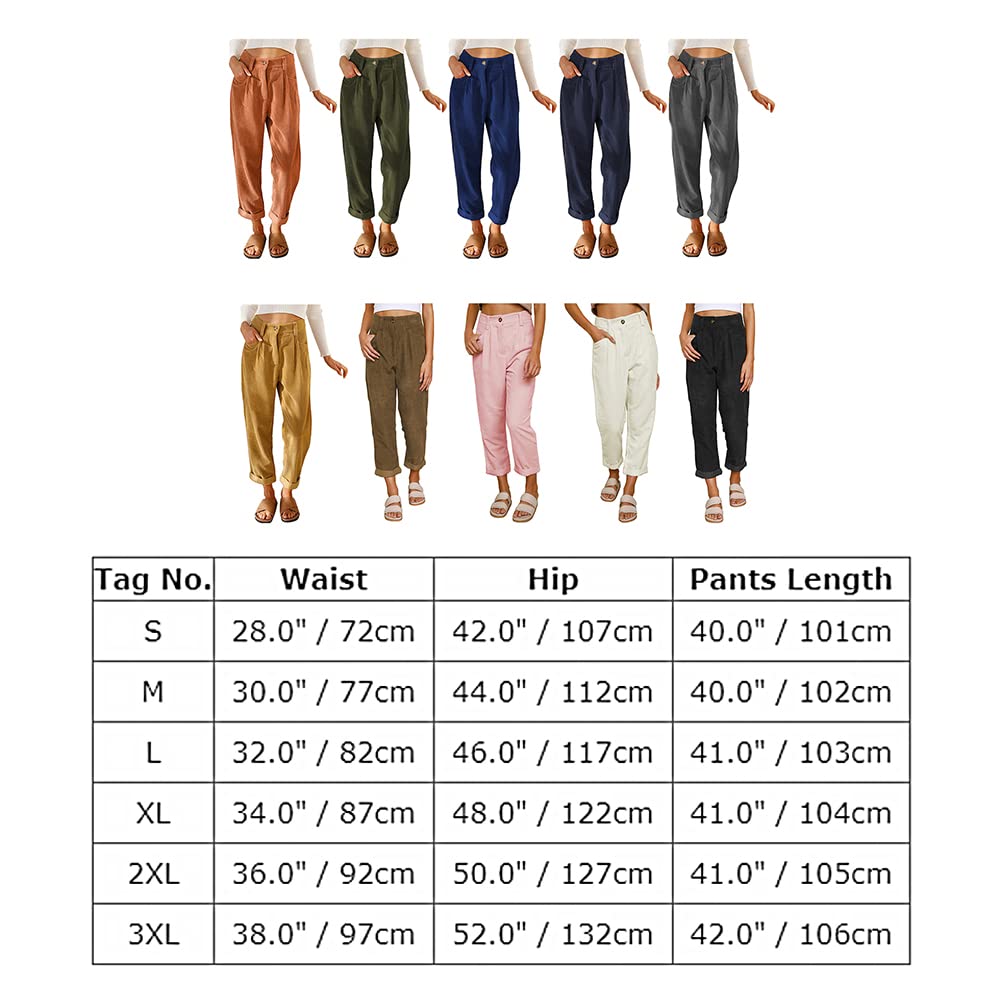 Tag No. Waist Hip Pants Length
S 28.0" / 72cm 42.0" / 107cm 40.0" / 101cm
M 30.0" / 77cm 44.0" / 112cm 40.0" / 102cm
L 32.0" / 82cm 46.0" / 117cm 41.0" / 103cm
XL 34.0" / 87cm 48.0" / 122cm 41.0" / 104cm
2XL 36.0" / 92cm 50.0" / 127cm 41.0" / 105cm
3XL 38.0" / 97cm 52.0" / 132cm 42.0" / 106cm